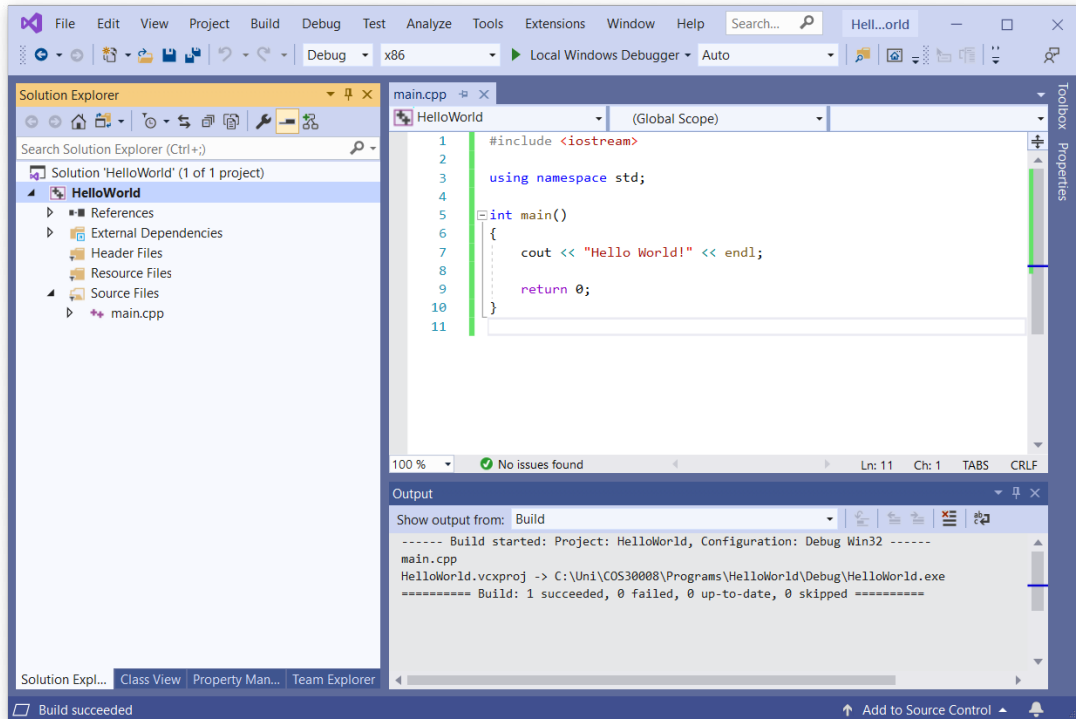 File Edit View Project Build Debug Test Analyze Tools Extensions Window Help Search... Hell...orld
Debug x86 Local Windows Debugger Auto
Solution Explorer
Search Solution Explorer (Ctrl+;)
Solution 'HelloWorld' (1 of 1 project)
HelloWorld
References
External Dependencies
Header Files
Resource Files
Source Files
main.cpp
Solution Expl... Class View Property Man... Team Explorer
main.cpp
HelloWorld (Global Scope)
1 #include <iostream>
2
3 using namespace std;
4
5 int main()
6 {
7 cout << "Hello World!" << endl;
8
9 return 0;
10 }
11
100 % No issues found Ln: 11 Ch: 1 TABS CRLF
Output
Show output from: Build
------ Build started: Project: HelloWorld, Configuration: Debug Win32 ------
main.cpp
HelloWorld.vcxproj -> C:\Uni\COS30008\Programs\HelloWorld\Debug\HelloWorld.exe
========== Build: 1 succeeded, 0 failed, 0 up-to-date, 0 skipped ==========
Toolbox
Properties
Build succeeded Add to Source Control